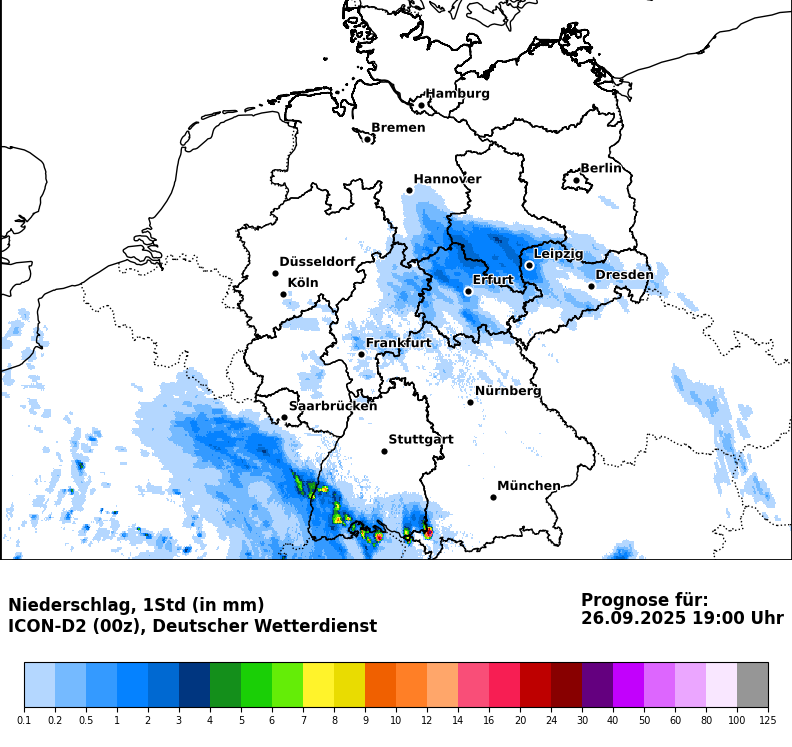 Hamburg
Bremen
Berlin
Hannover
Leipzig
Düsseldorf
Dresden
Erfurt
Köln
Frankfurt
Nürnberg
Saarbrücken
Stuttgart
München
Niederschlag, 1Std (in mm)
ICON-D2 (00z), Deutscher Wetterdienst
Prognose für:
26.09.2025 19:00 Uhr
0.1 0.2 0.5 1 2 3 4 5 6 7 8 9 10 12 14 16 20 24 30 40 50 60 80 100 125